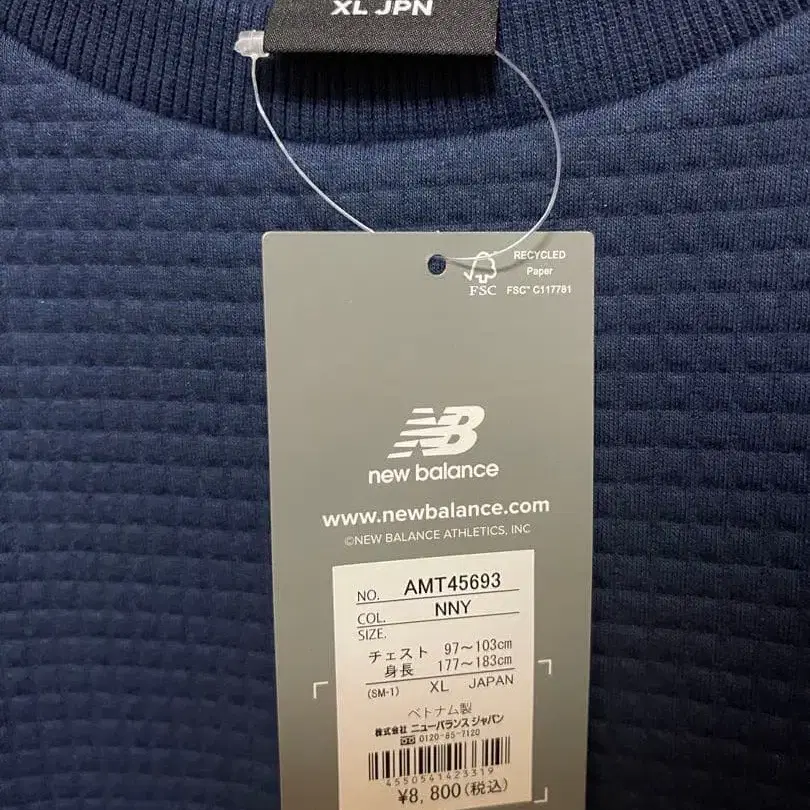 XL JPN
RECYCLED
Paper
FSC™ C117781
FSC
NB
new balance
www.newbalance.com
©NEW BALANCE ATHLETICS, INC
NO. AMT45693
COL. NNY
SIZE.
チェスト 97～103cm
身長 177～183cm
(SM-1) XL JAPAN
ベトナム製
株式会社 ニューバランス ジャパン
0120-85-7120
4550541423319
¥8,800(税込)